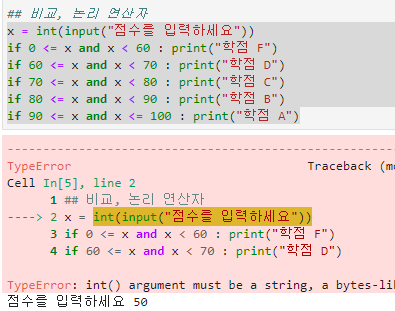 ## 비교, 논리 연산자
x = int(input("점수를 입력하세요"))
if 0 <= x and x < 60 : print("학점 F")
if 60 <= x and x < 70 : print("학점 D")
if 70 <= x and x < 80 : print("학점 C")
if 80 <= x and x < 90 : print("학점 B")
if 90 <= x and x <= 100 : print("학점 A")
---------------------------------------------------------------------------
TypeError Traceback (mo
Cell In[5], line 2
1 ## 비교, 논리 연산자
----> 2 x = int(input("점수를 입력하세요"))
3 if 0 <= x and x < 60 : print("학점 F")
4 if 60 <= x and x < 70 : print("학점 D")
TypeError: int() argument must be a string, a bytes-lik
점수를 입력하세요 50